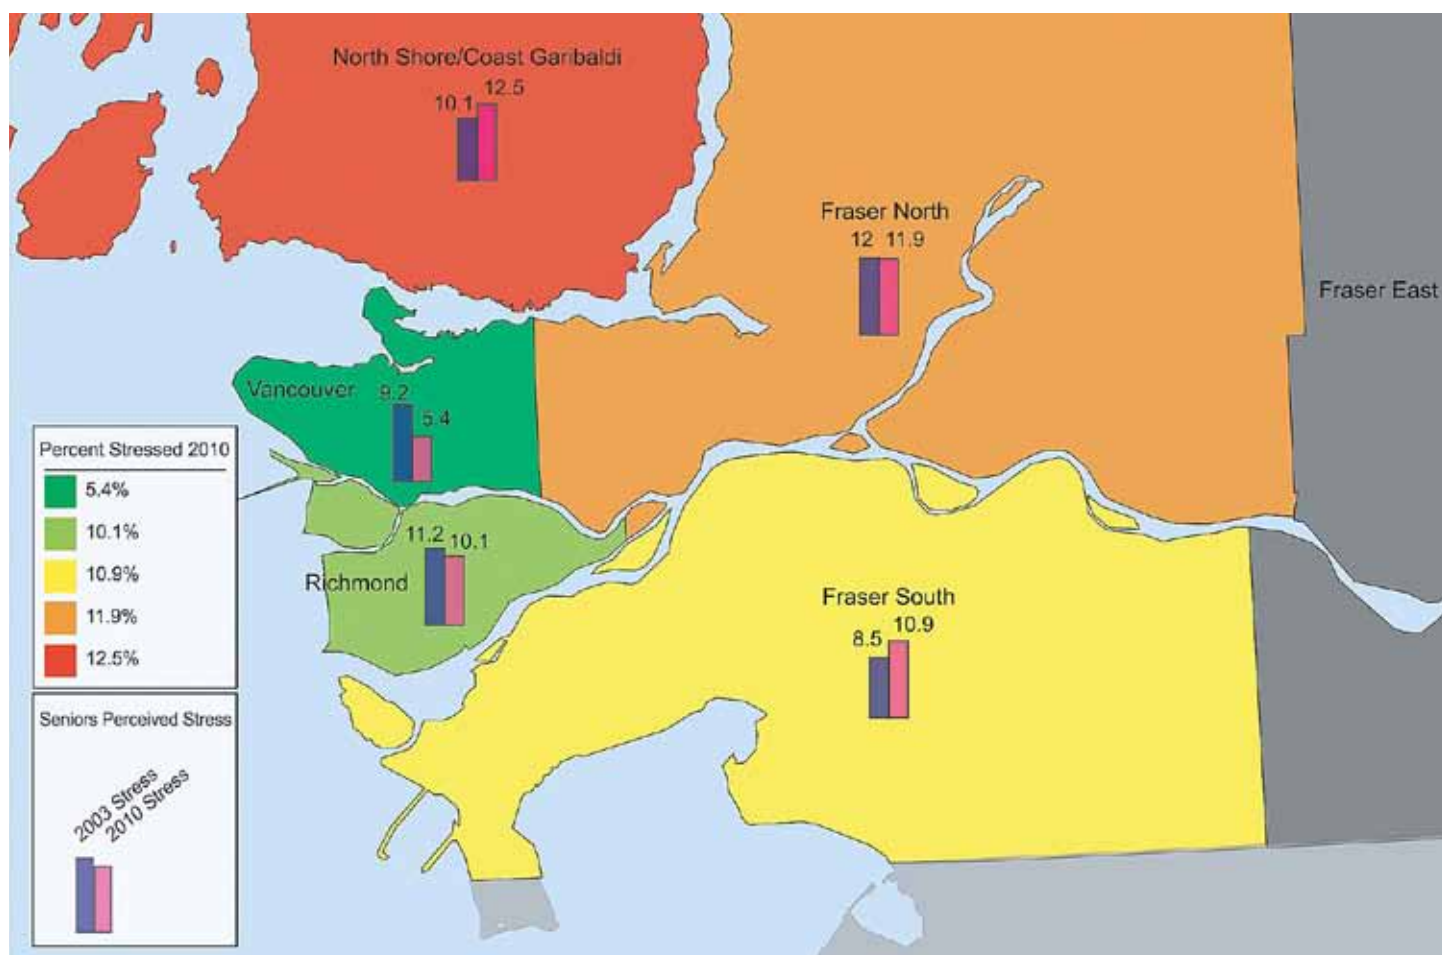 North Shore/Coast Garibaldi
10.1 12.5
Fraser North
12 11.9
Fraser East
Vancouver 9.2
5.4
Percent Stressed 2010
5.4%
10.1%
10.9%
11.9%
12.5%
11.2 10.1
Richmond
Fraser South
8.5 10.9
Seniors Perceived Stress
2003 Stress
2010 Stress